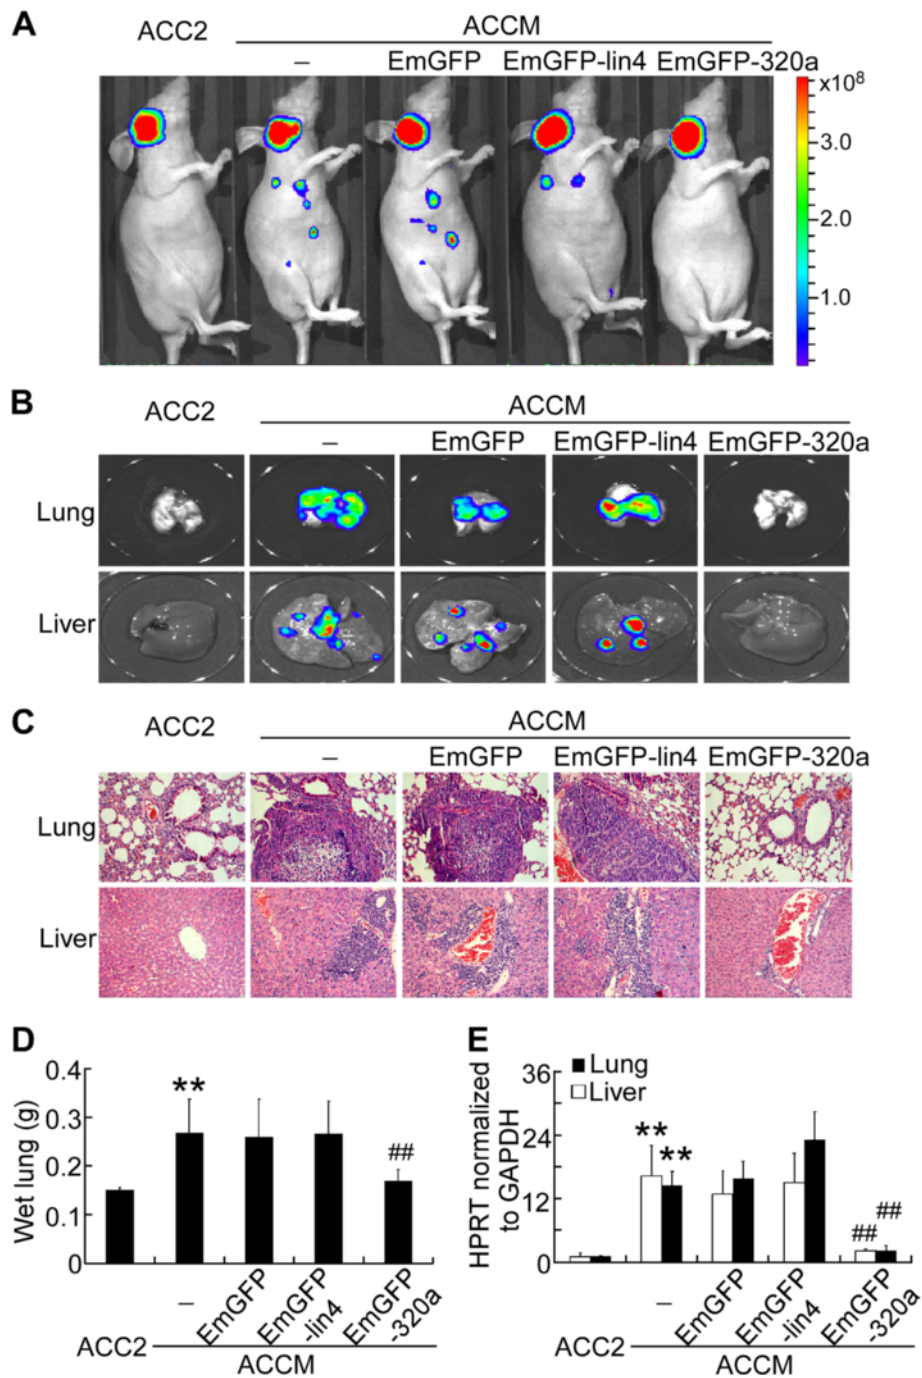 A
ACC2
ACCM
–
EmGFP
EmGFP-lin4
EmGFP-320a
x10⁸
3.0
2.0
1.0
B
ACC2
ACCM
–
EmGFP
EmGFP-lin4
EmGFP-320a
Lung
Liver
C
ACC2
ACCM
–
EmGFP
EmGFP-lin4
EmGFP-320a
Lung
Liver
D
Wet lung (g)
0.4
0.3
0.2
0.1
0
**
##
ACC2
–
EmGFP
EmGFP
-lin4
EmGFP
-320a
ACCM
E
HPRT normalized
to GAPDH
36
24
12
0
Lung
Liver
**
**
##
##
ACC2
–
EmGFP
EmGFP
-lin4
EmGFP
-320a
ACCM